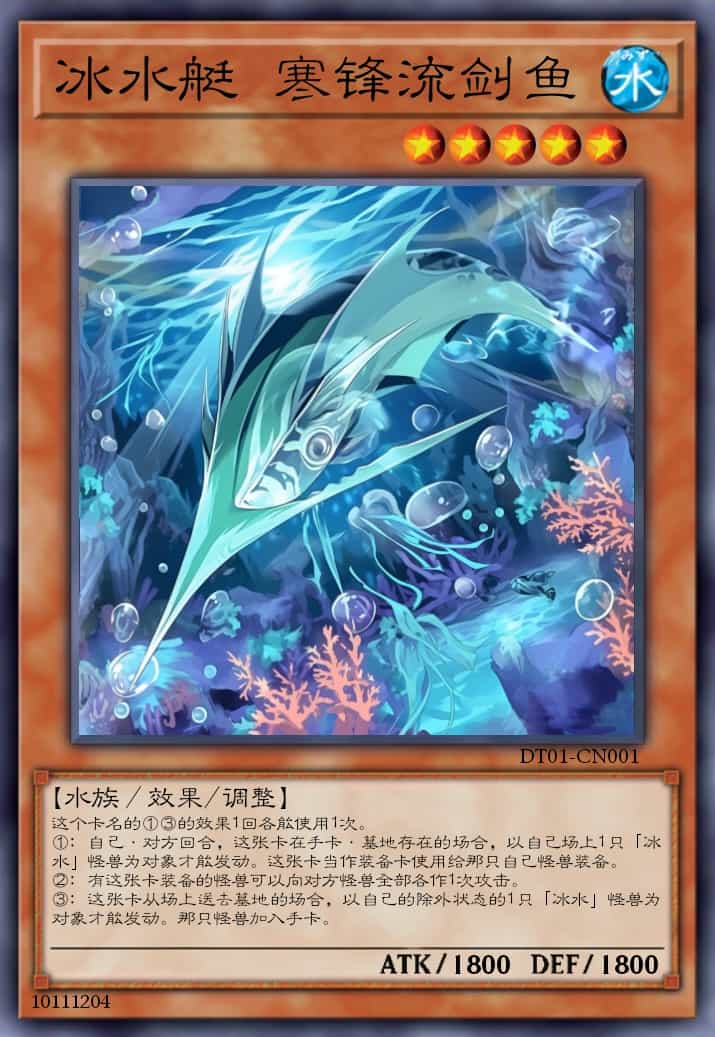 冰水艇 寒锋流剑鱼
みず
水
DT01-CN001
【水族／效果/调整】
这个卡名的①③的效果1回各能使用1次。
①：自己·对方回合，这张卡在手卡·墓地存在的场合，以自己场上1只「冰
水」怪兽为对象才能发动。这张卡当作装备卡使用给那只自己怪兽装备。
②：有这张卡装备的怪兽可以向对方怪兽全部各作1次攻击。
③：这张卡从场上送去墓地的场合，以自己的除外状态的1只「冰水」怪兽为
对象才能发动。那只怪兽加入手卡。
ATK/1800 DEF/1800
10111204